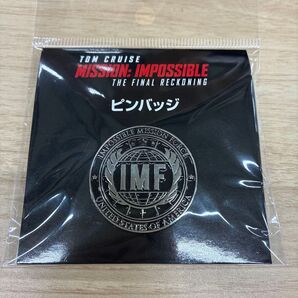 TOM CRUISE
MISSION: IMPOSSIBLE
THE FINAL RECKONING
ピンバッジ
IMPOSSIBLE MISSION FORCE
IMF
UNITED STATES OF AMERICA